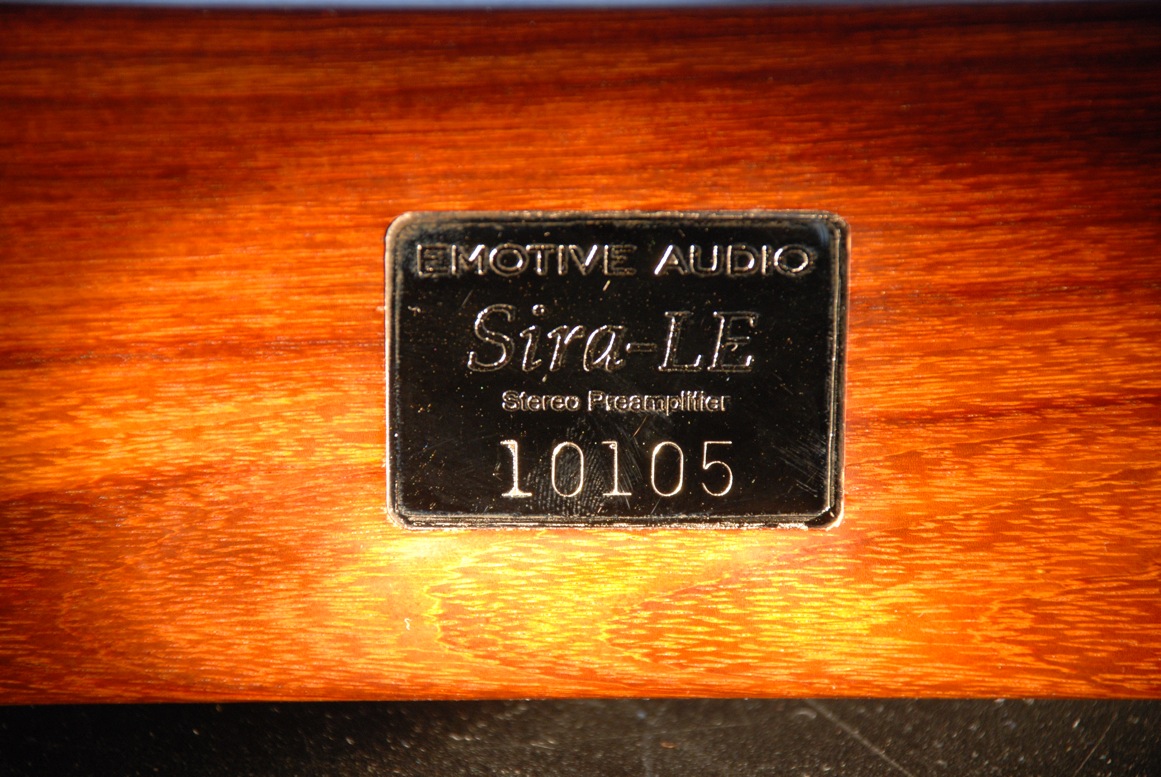 EMOTIVE AUDIO
Sira-LE
Stereo Preamplifier
10105